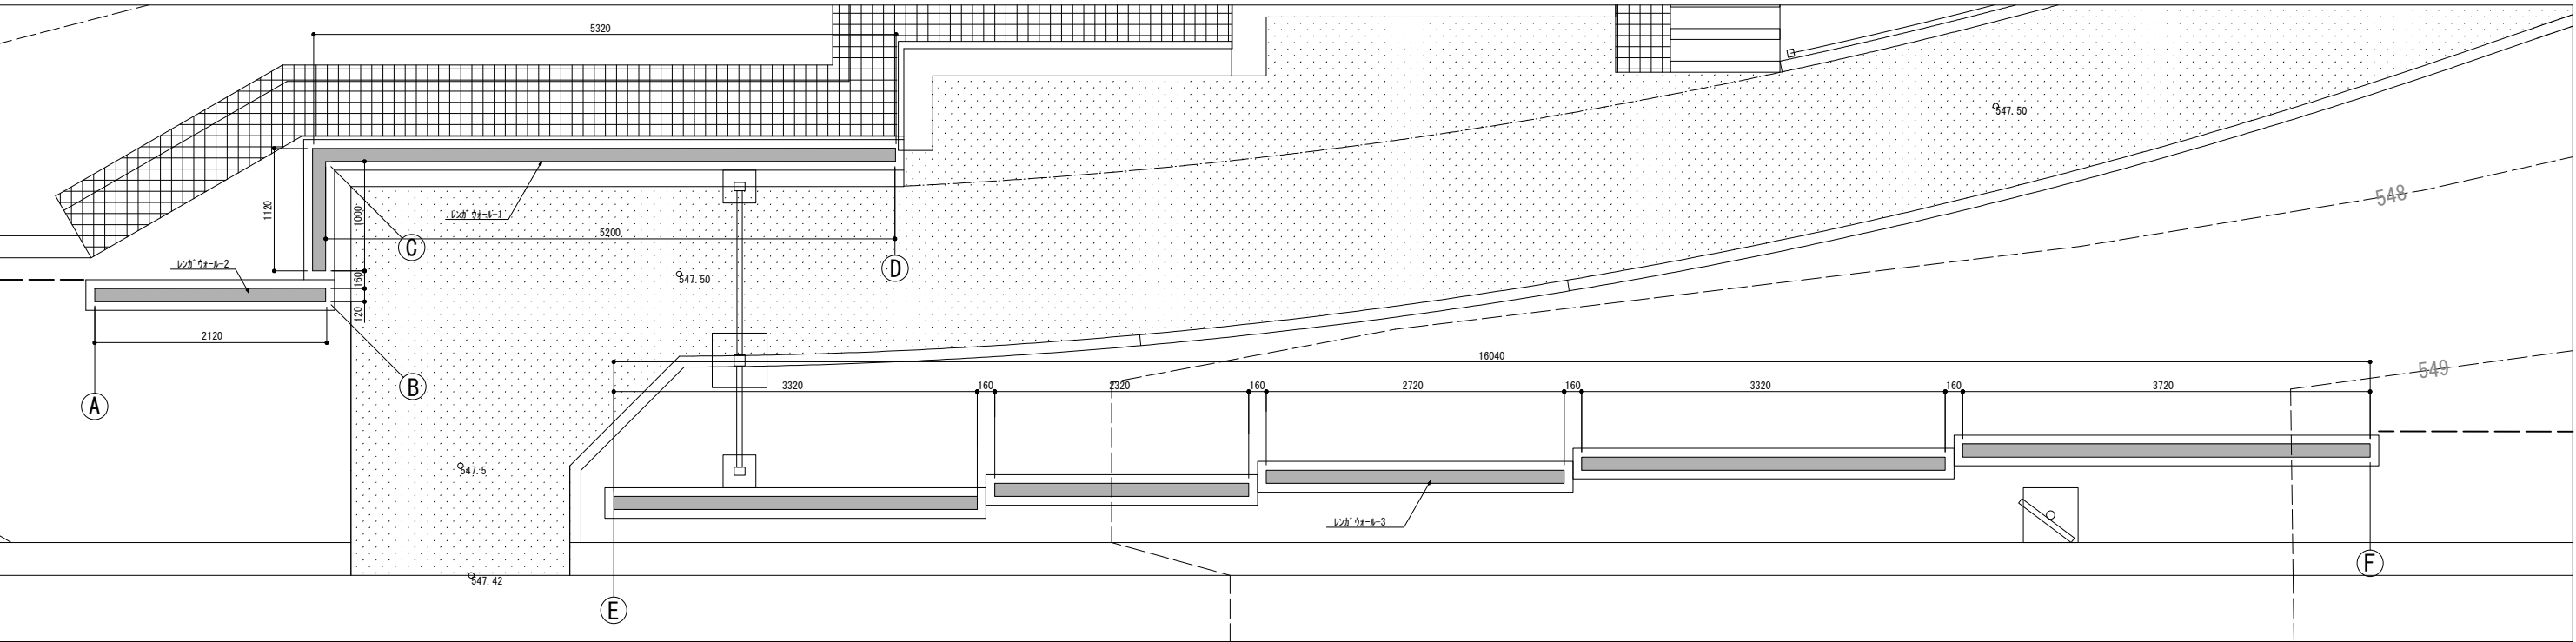 5320
547.50
548
1120
1000
ﾚﾝｶﾞｳｫｰﾙ-1
5200
C
D
ﾚﾝｶﾞｳｫｰﾙ-2
160
547.50
120
2120
B
A
16040
549
3320
160
2320
160
2720
160
3320
160
3720
547.5
ﾚﾝｶﾞｳｫｰﾙ-3
547.42
E
F